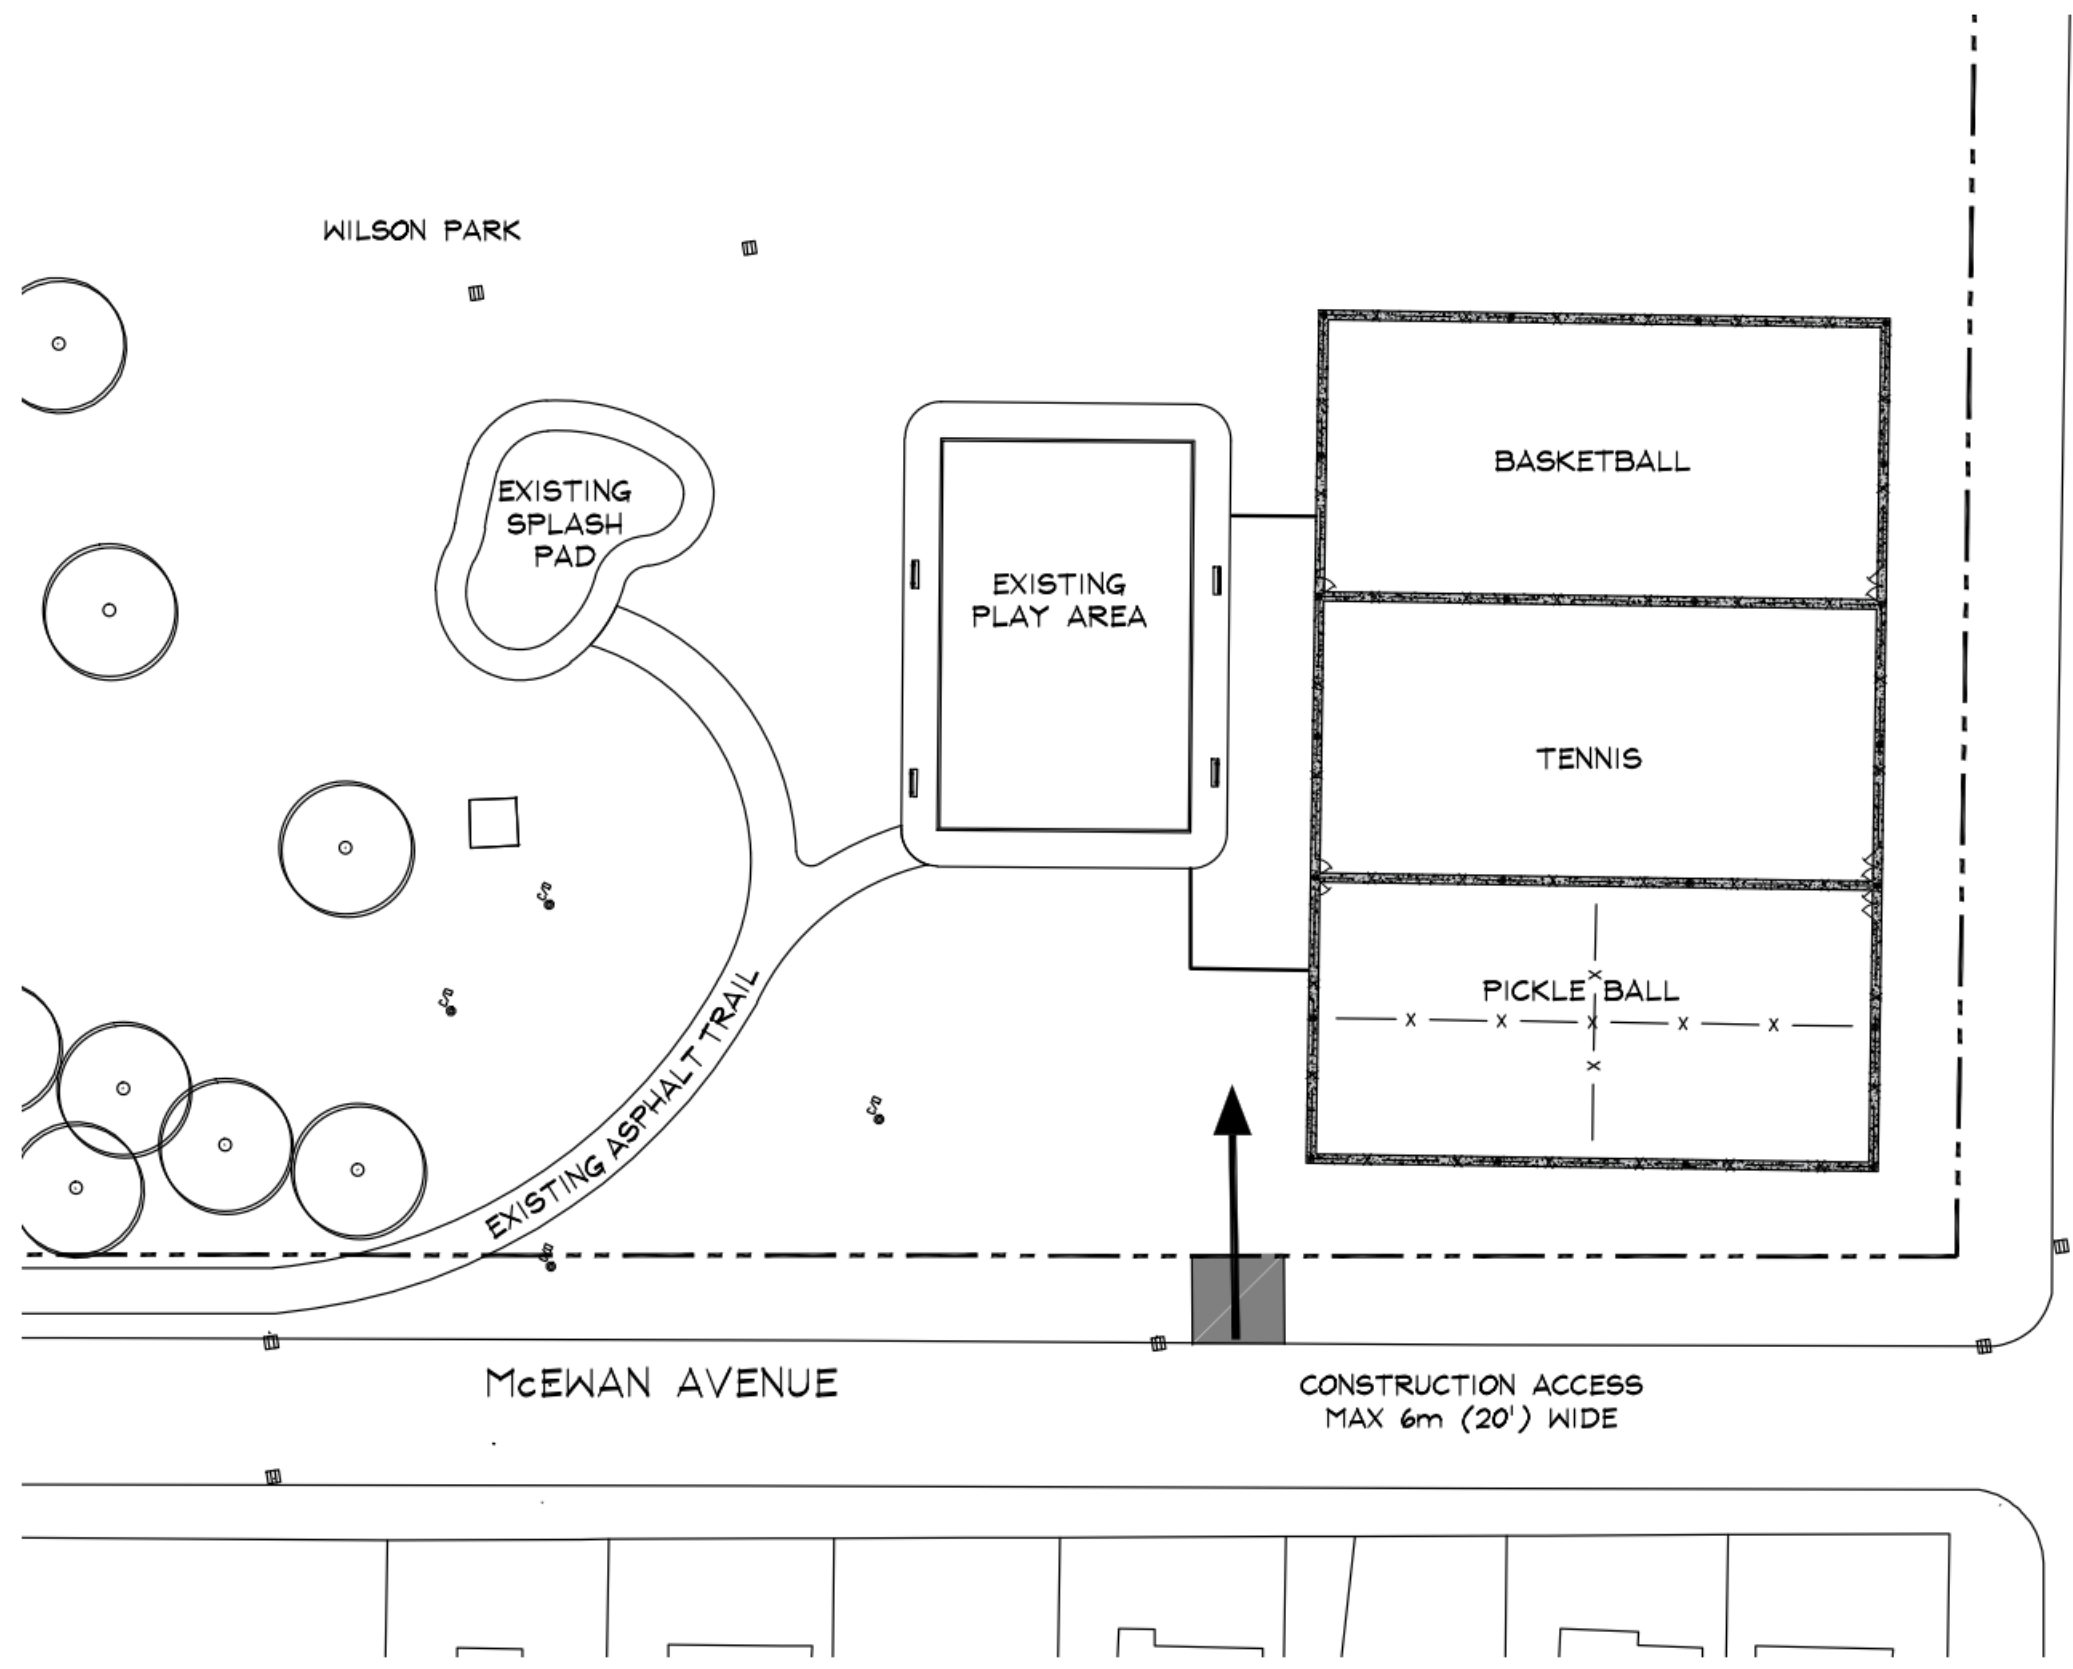 WILSON PARK
BASKETBALL
EXISTING
SPLASH
PAD
EXISTING
PLAY AREA
TENNIS
PICKLE BALL
X
X X X X X
X
EXISTING ASPHALT TRAIL
McEWAN AVENUE
CONSTRUCTION ACCESS
MAX 6m (20') WIDE